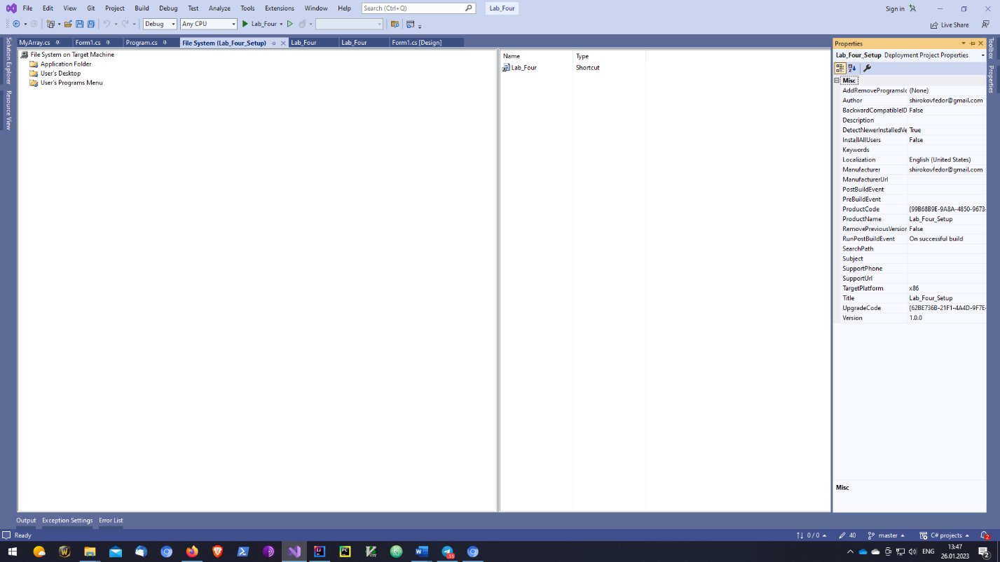 File Edit View Git Project Build Debug Test Analyze Tools Extensions Window Help Search (Ctrl+Q) Lab_Four Sign in
Debug Any CPU Lab_Four Live Share
MyArray.cs Form1.cs Program.cs File System (Lab_Four_Setup) Lab_Four Lab_Four Form1.cs [Design]
Solution Explorer
Resource View
File System on Target Machine
Application Folder
User's Desktop
User's Programs Menu
Name Type
Lab_Four Shortcut
Properties
Lab_Four_Setup Deployment Project Properties
Misc
AddRemoveProgramsIc (None)
Author shirokovfedor@gmail.com
BackwardCompatibleID False
Description
DetectNewerInstalledVe True
InstallAllUsers False
Keywords
Localization English (United States)
Manufacturer shirokovfedor@gmail.com
ManufacturerUrl
PostBuildEvent
PreBuildEvent
ProductCode {99B68B9E-9A8A-4850-9673-
ProductName Lab_Four_Setup
RemovePreviousVersion False
RunPostBuildEvent On successful build
SearchPath
Subject
SupportPhone
SupportUrl
TargetPlatform x86
Title Lab_Four_Setup
UpgradeCode {62BE736B-21F1-4A4D-9F7E-
Version 1.0.0
Misc
Toolbox
Properties
Output Exception Settings Error List
Ready 0 / 0 40 master C# projects 2
ENG 13:47
26.01.2023 2